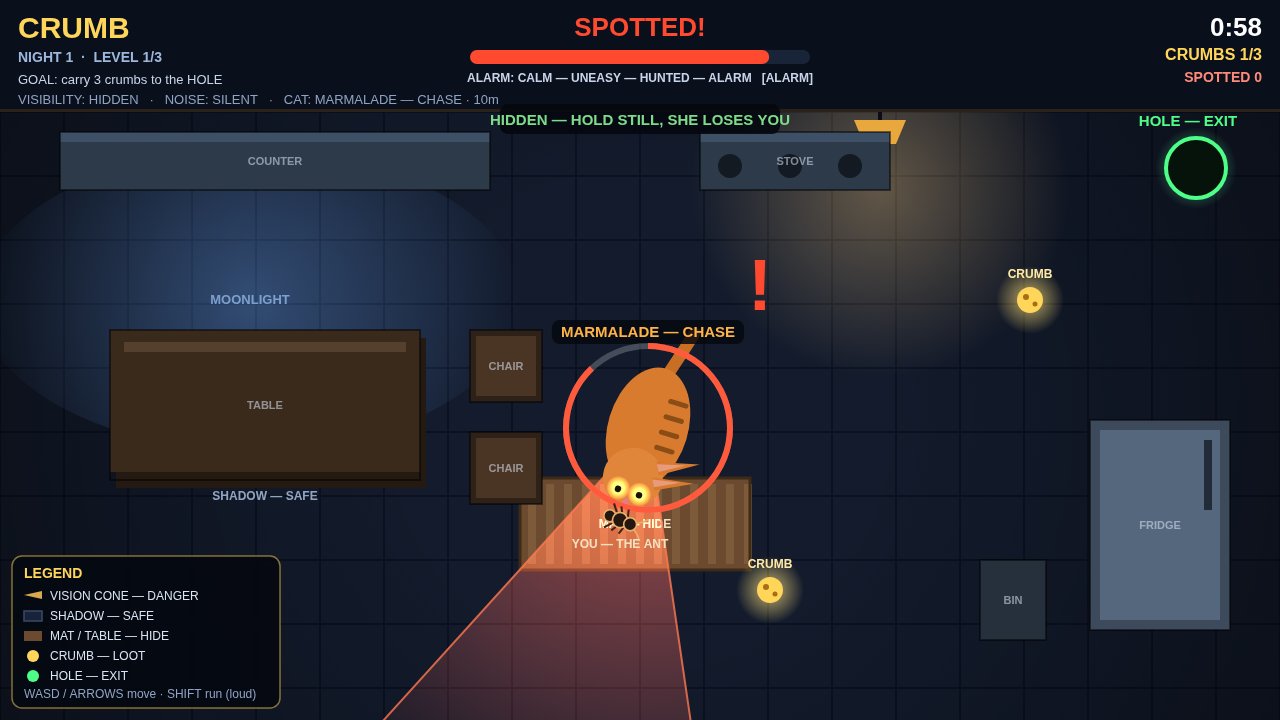 CRUMB
NIGHT 1 · LEVEL 1/3
GOAL: carry 3 crumbs to the HOLE
VISIBILITY: HIDDEN · NOISE: SILENT · CAT: MARMALADE — CHASE · 10m
SPOTTED!
ALARM: CALM — UNEASY — HUNTED — ALARM [ALARM]
0:58
CRUMBS 1/3
SPOTTED 0
HIDDEN — HOLD STILL, SHE LOSES YOU
HOLE — EXIT
COUNTER
STOVE
MOONLIGHT
CRUMB
!
MARMALADE — CHASE
CHAIR
TABLE
CHAIR
SHADOW — SAFE
HIDE
YOU — THE ANT
FRIDGE
CRUMB
BIN
LEGEND
VISION CONE — DANGER
SHADOW — SAFE
MAT / TABLE — HIDE
CRUMB — LOOT
HOLE — EXIT
WASD / ARROWS move · SHIFT run (loud)